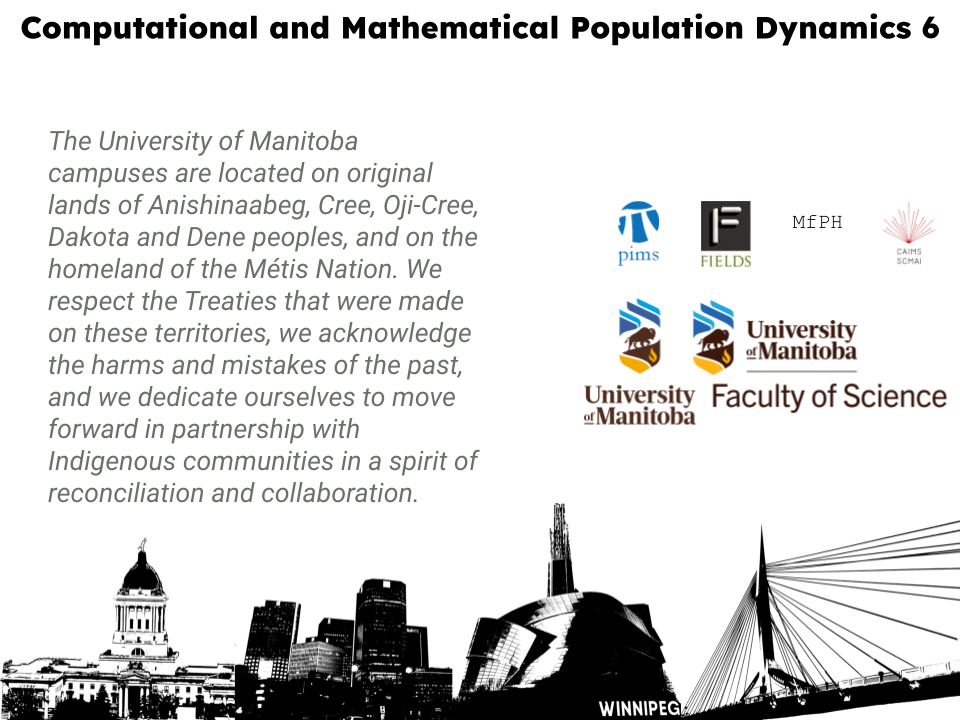 Computational and Mathematical Population Dynamics 6
The University of Manitoba
campuses are located on original
lands of Anishinaabeg, Cree, Oji-Cree,
Dakota and Dene peoples, and on the
homeland of the Métis Nation. We
respect the Treaties that were made
on these territories, we acknowledge
the harms and mistakes of the past,
and we dedicate ourselves to move
forward in partnership with
Indigenous communities in a spirit of
reconciliation and collaboration.
pims
F
FIELDS
MfPH
CAIMS
SCMAI
University
of Manitoba
University
of Manitoba
Faculty of Science
WINNIPEG